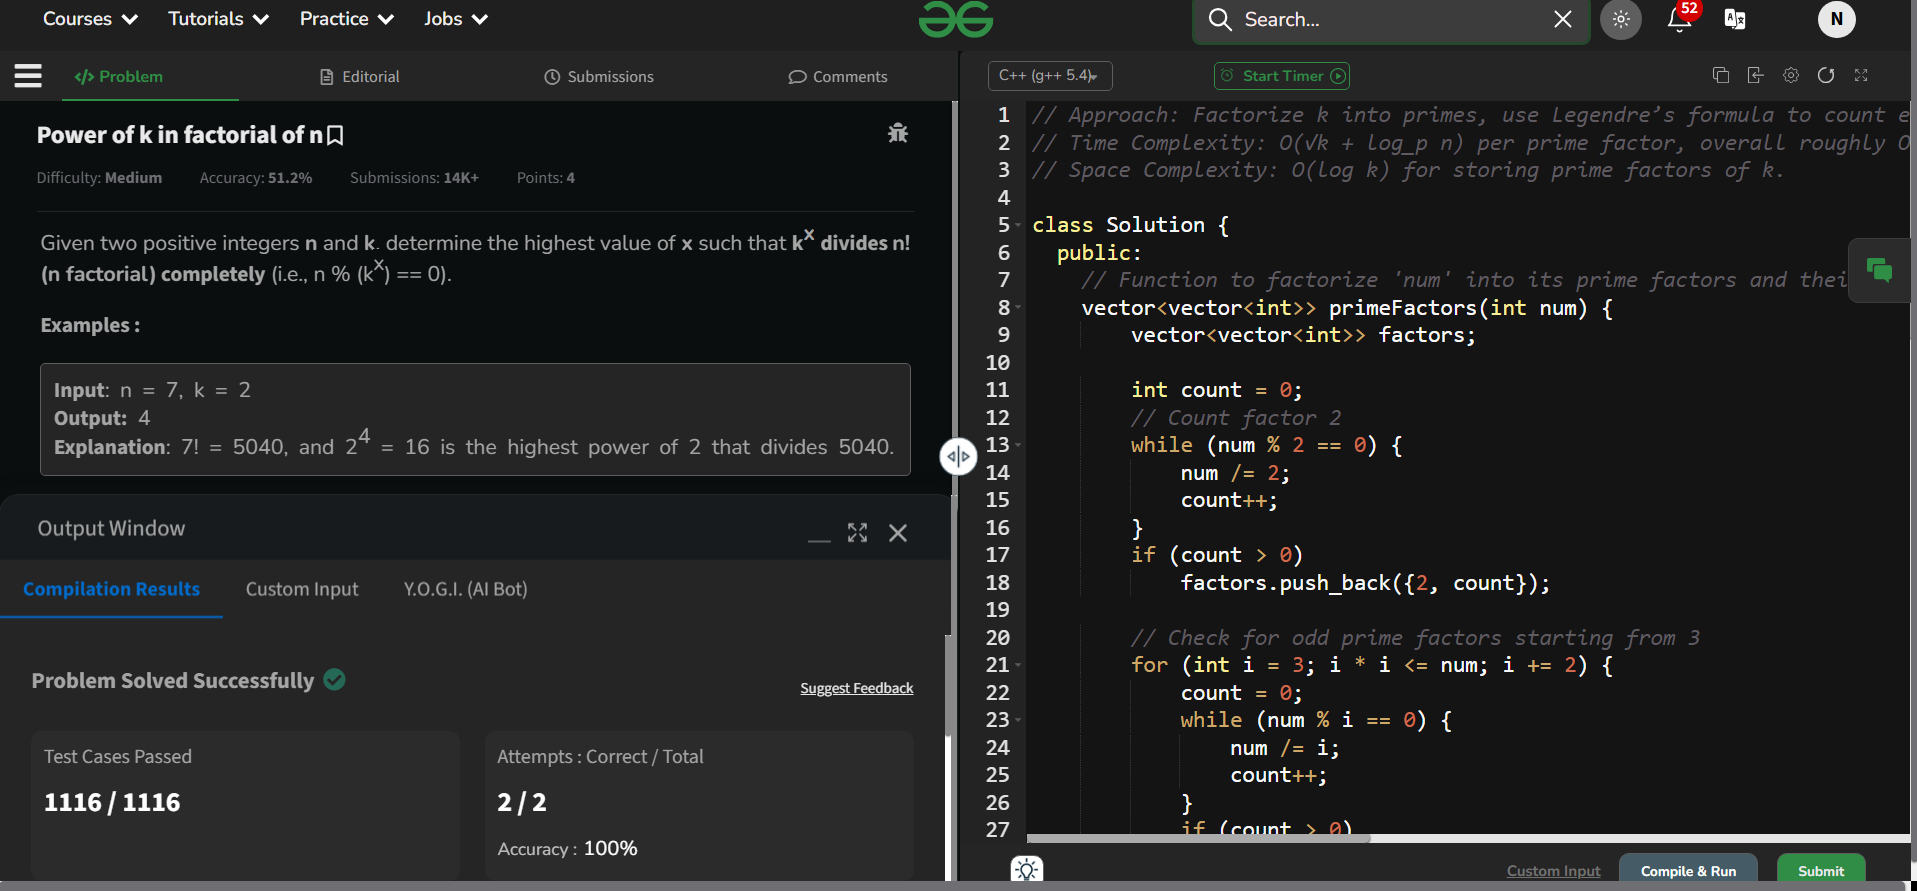 Courses Tutorials Practice Jobs
Search...
52
N
</> Problem Editorial Submissions Comments
C++ (g++ 5.4) Start Timer
Power of k in factorial of n
Difficulty: Medium Accuracy: 51.2% Submissions: 14K+ Points: 4
Given two positive integers n and k, determine the highest value of x such that k^x divides n!
(n factorial) completely (i.e., n % (k^x) == 0).
Examples :
Input: n = 7, k = 2
Output: 4
Explanation: 7! = 5040, and 2^4 = 16 is the highest power of 2 that divides 5040.
Output Window
Compilation Results Custom Input Y.O.G.I. (AI Bot)
Problem Solved Successfully
Suggest Feedback
Test Cases Passed
1116 / 1116
Attempts : Correct / Total
2 / 2
Accuracy : 100%
1 // Approach: Factorize k into primes, use Legendre’s formula to count e
2 // Time Complexity: O(√k + log_p n) per prime factor, overall roughly O
3 // Space Complexity: O(log k) for storing prime factors of k.
4
5 class Solution {
6 public:
7 // Function to factorize 'num' into its prime factors and thei
8 vector<vector<int>> primeFactors(int num) {
9 vector<vector<int>> factors;
10
11 int count = 0;
12 // Count factor 2
13 while (num % 2 == 0) {
14 num /= 2;
15 count++;
16 }
17 if (count > 0)
18 factors.push_back({2, count});
19
20 // Check for odd prime factors starting from 3
21 for (int i = 3; i * i <= num; i += 2) {
22 count = 0;
23 while (num % i == 0) {
24 num /= i;
25 count++;
26 }
27 if (count > 0)
Custom Input Compile & Run Submit